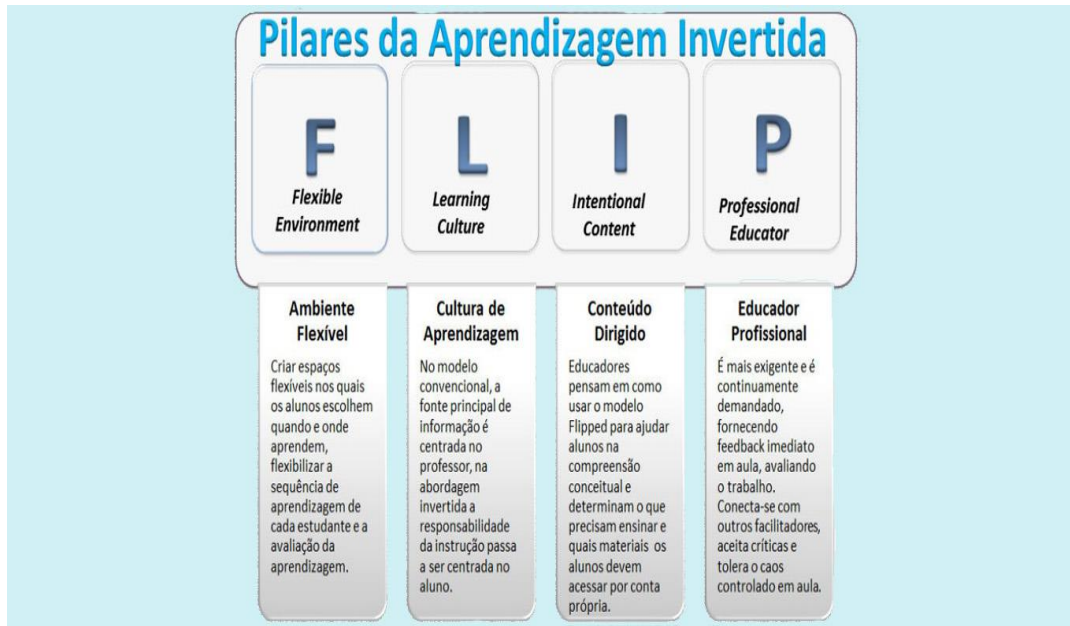 Pilares da Aprendizagem Invertida
F
Flexible
Environment
L
Learning
Culture
I
Intentional
Content
P
Professional
Educator
Ambiente
Flexível
Criar espaços
flexíveis nos quais
os alunos escolhem
quando e onde
aprendem,
flexibilizar a
sequência de
aprendizagem de
cada estudante e a
avaliação da
aprendizagem.
Cultura de
Aprendizagem
No modelo
convencional, a
fonte principal de
informação é
centrada no
professor, na
abordagem
invertida a
responsabilidade
da instrução passa
a ser centrada no
aluno.
Conteúdo
Dirigido
Educadores
pensam em como
usar o modelo
Flipped para ajudar
alunos na
compreensão
conceitual e
determinam o que
precisam ensinar e
quais materiais os
alunos devem
acessar por conta
própria.
Educador
Profissional
É mais exigente e é
continuamente
demandado,
fornecendo
feedback imediato
em aula, avaliando
o trabalho.
Conecta-se com
outros facilitadores,
aceita críticas e
tolera o caos
controlado em aula.